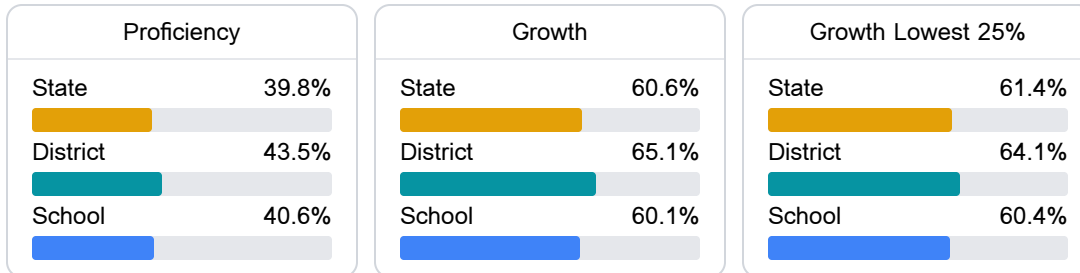 Proficiency
State 39.8%
District 43.5%
School 40.6%
Growth
State 60.6%
District 65.1%
School 60.1%
Growth Lowest 25%
State 61.4%
District 64.1%
School 60.4%